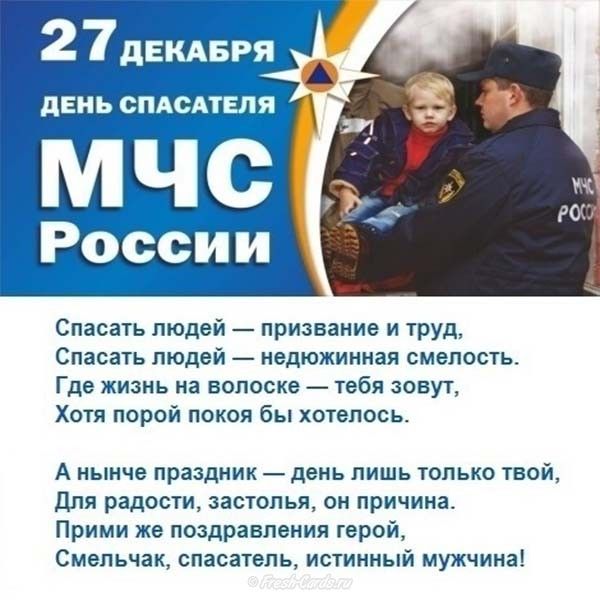 27 ДЕКАБРЯ
ДЕНЬ СПАСАТЕЛЯ
МЧС
России
МЧС
РОСС
Спасать людей — призвание и труд,
Спасать людей — недюжинная смелость.
Где жизнь на волоске — тебя зовут,
Хотя порой покоя бы хотелось.
А нынче праздник — день лишь только твой,
Для радости, застолья, он причина.
Прими же поздравления герой,
Смельчак, спасатель, истинный мужчина!
© Fresh-Cards.ru